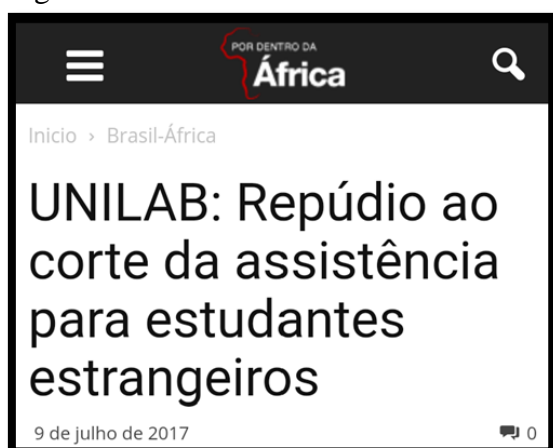 POR DENTRO DA
África
Inicio › Brasil-África
UNILAB: Repúdio ao
corte da assistência
para estudantes
estrangeiros
9 de julho de 2017 0